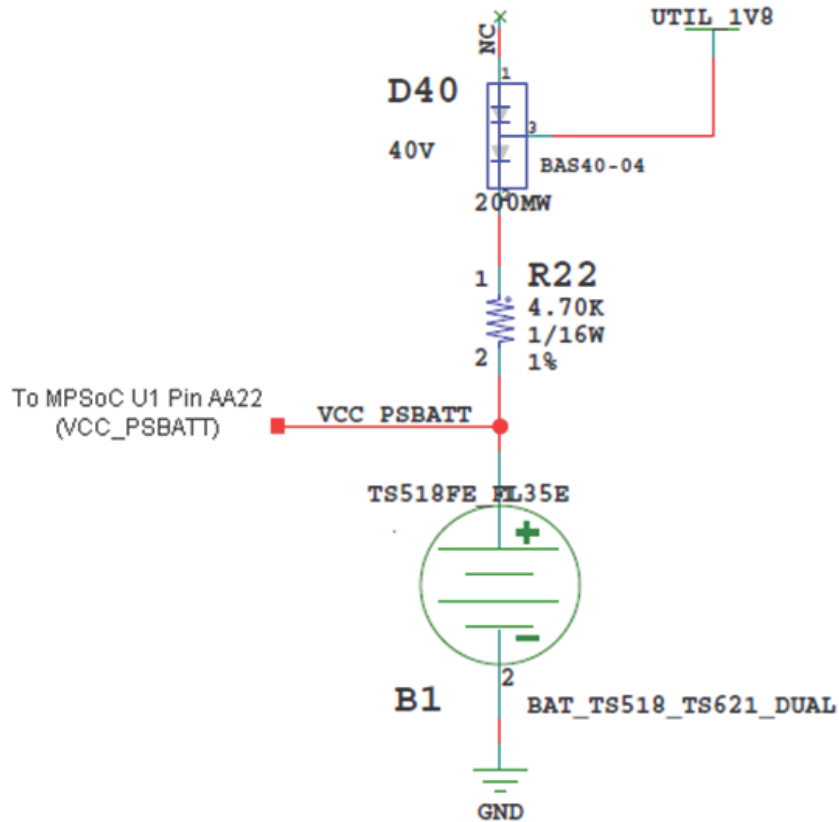 UTIL_1V8
NC
1
D40
3
40V
BAS40-04
200MW
1
R22
4.70K
1/16W
2
1%
To MPSoC U1 Pin AA22
(VCC_PSBATT)
VCC_PSBATT
TS518FE_FL35E
+
-
2
B1
BAT_TS518_TS621_DUAL
GND